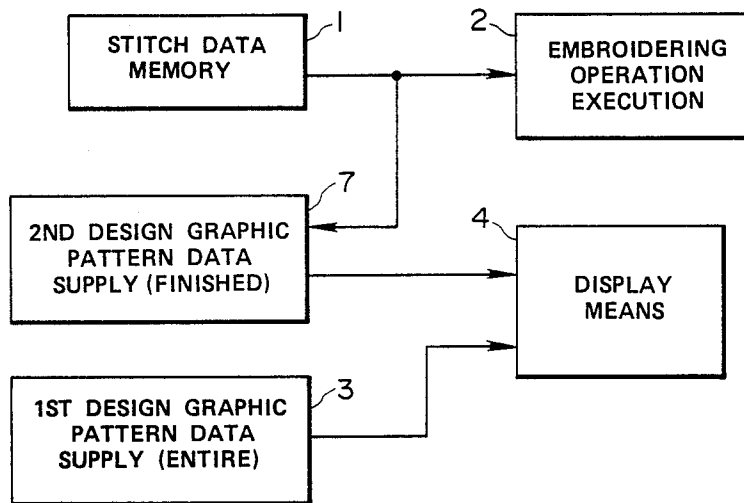 1
STITCH DATA
MEMORY
2
EMBROIDERING
OPERATION
EXECUTION
7
2ND DESIGN GRAPHIC
PATTERN DATA
SUPPLY (FINISHED)
4
DISPLAY
MEANS
3
1ST DESIGN GRAPHIC
PATTERN DATA
SUPPLY (ENTIRE)